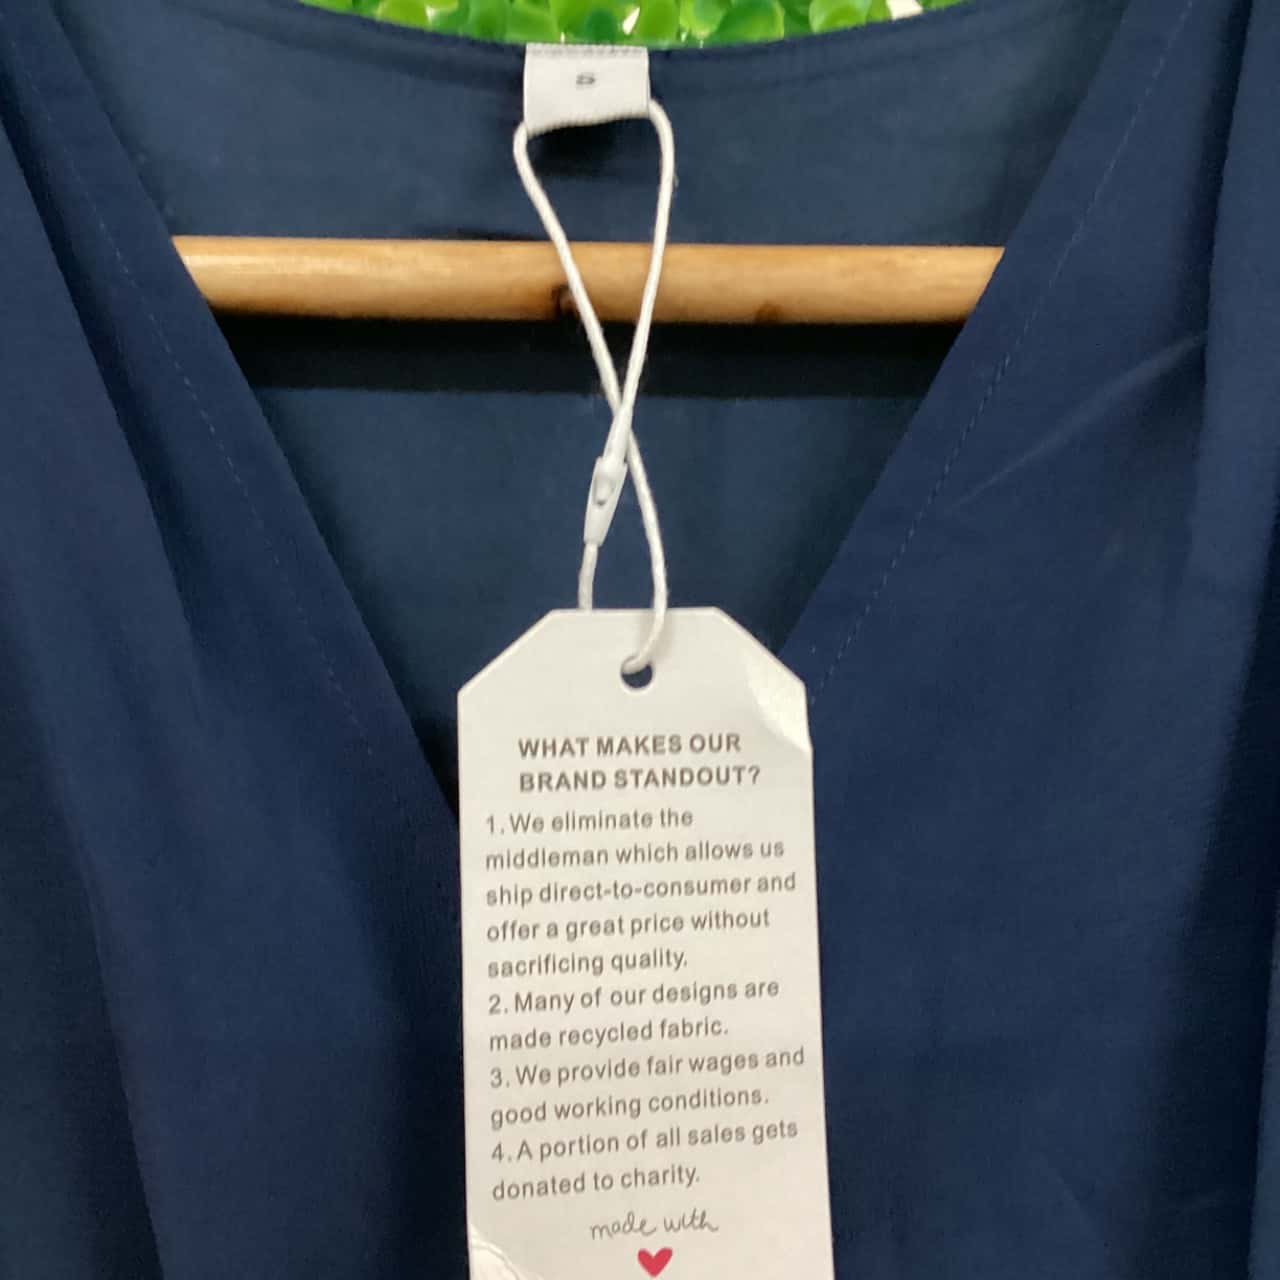 S
WHAT MAKES OUR
BRAND STANDOUT?
1. We eliminate the
middleman which allows us
ship direct-to-consumer and
offer a great price without
sacrificing quality.
2. Many of our designs are
made recycled fabric.
3. We provide fair wages and
good working conditions.
4. A portion of all sales gets
donated to charity.
made with